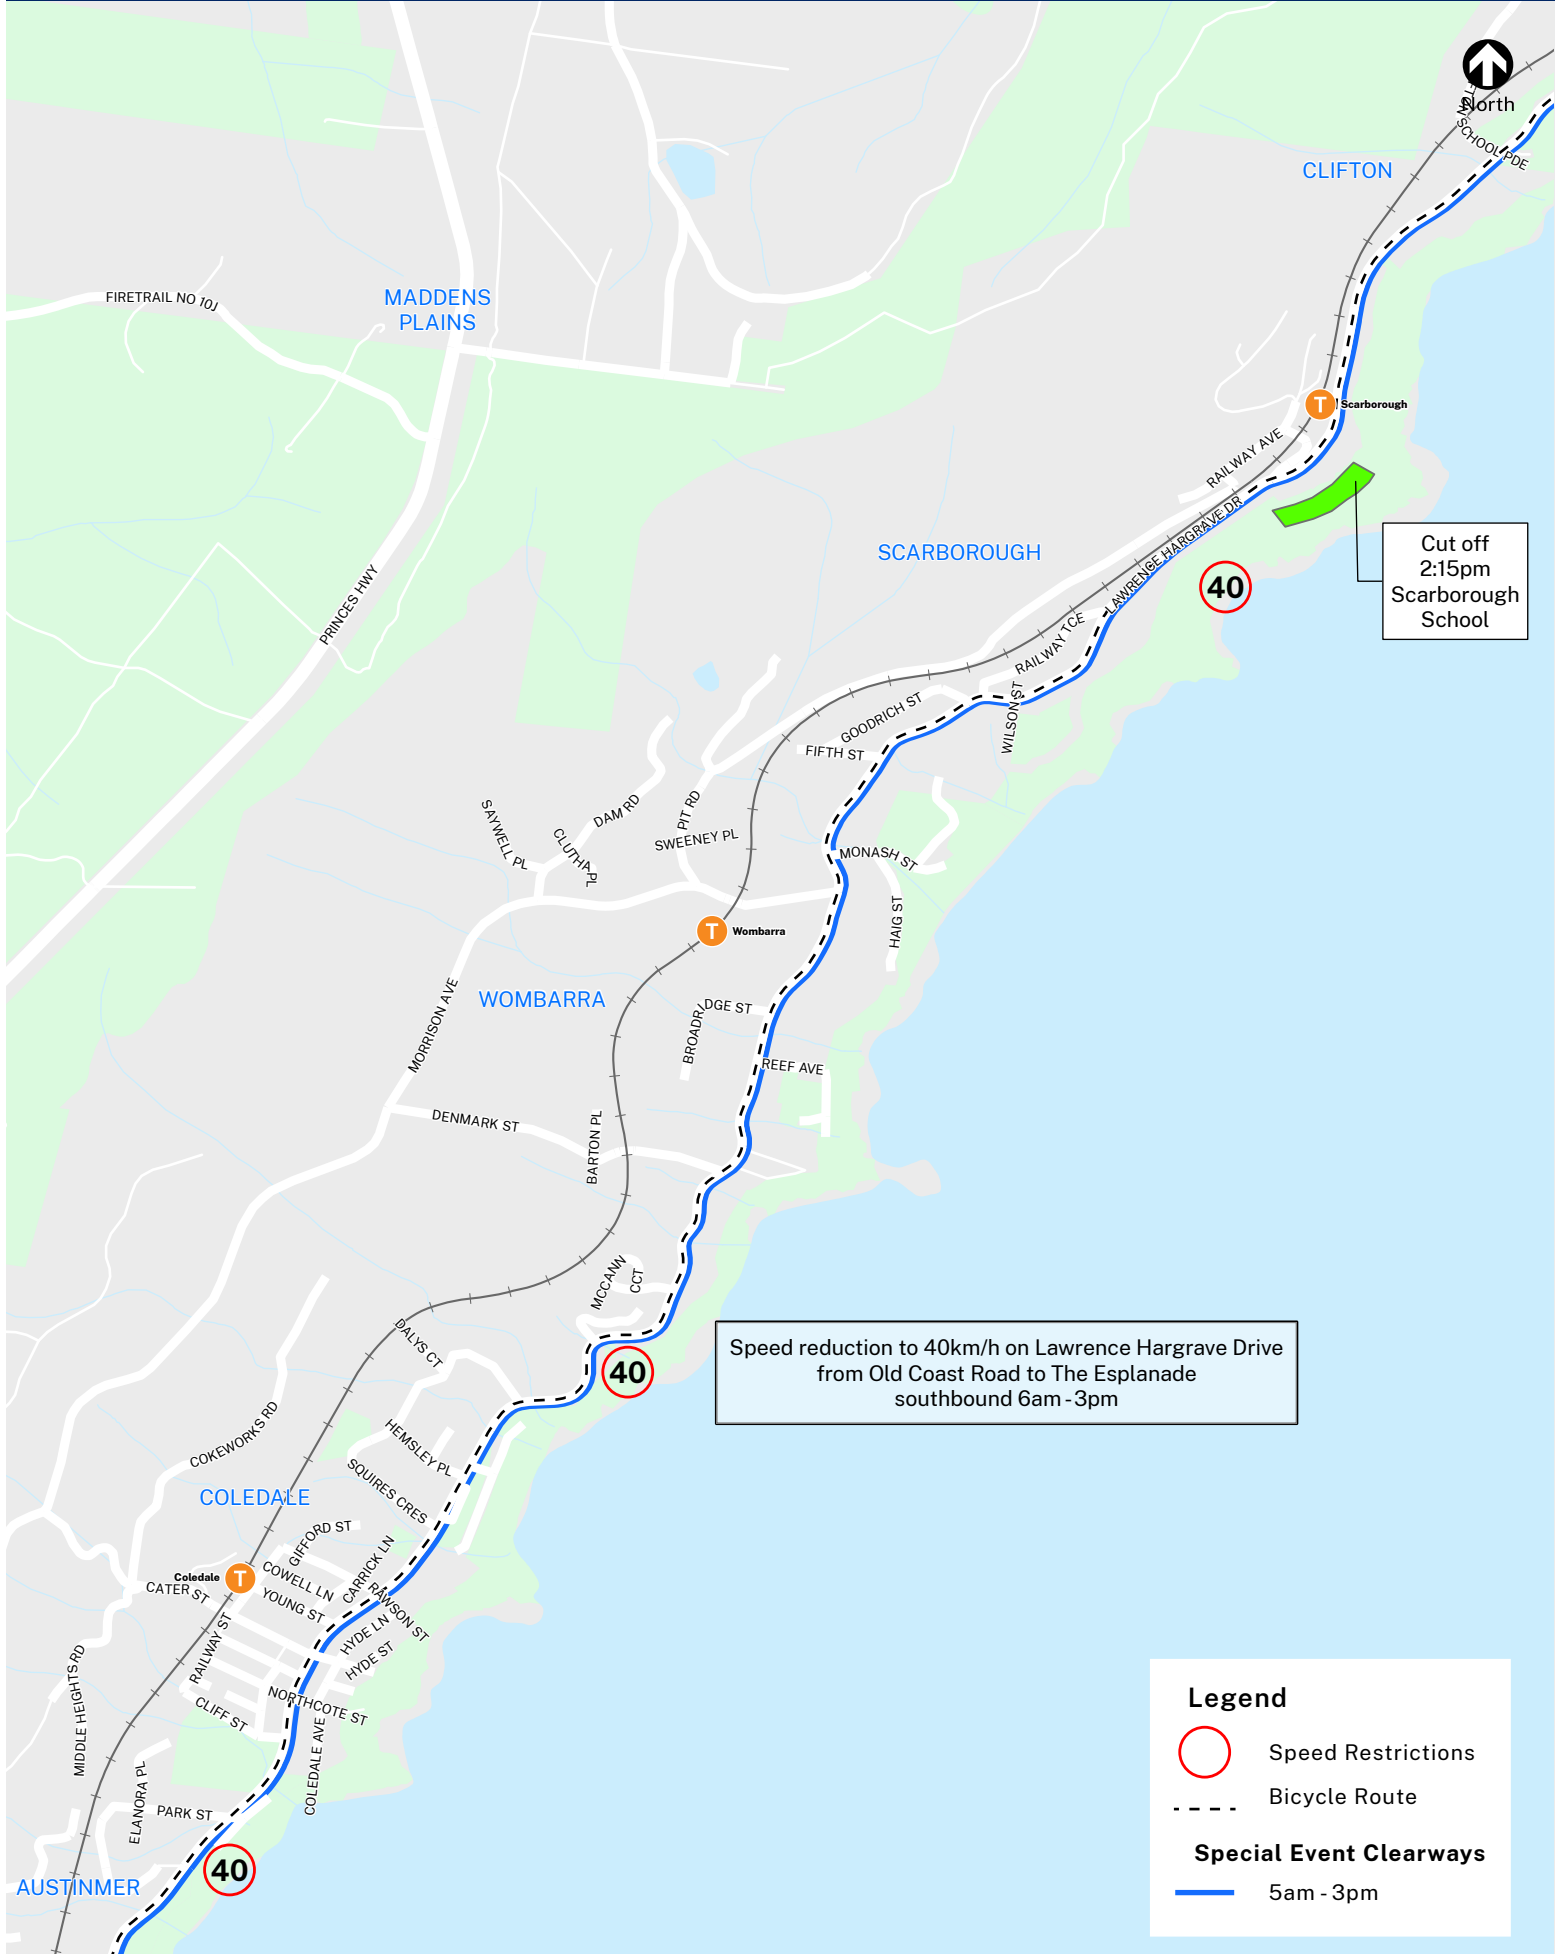 North
CLIFTON
SCHOOL PDE
FIRETRAIL NO 10J
MADDENS
PLAINS
Scarborough
T
RAILWAY AVE
LAWRENCE HARGRAVE DR
SCARBOROUGH
Cut off
2:15pm
Scarborough
School
40
PRINCES HWY
RAILWAY TCE
WILSON ST
GOODRICH ST
FIFTH ST
SAYWELL PL
CLUTHA PL
DAM RD
PIT RD
SWEENEY PL
MONASH ST
HAIG ST
T
Wombarra
WOMBARRA
MORRISON AVE
BROADRIDGE ST
REEF AVE
DENMARK ST
BARTON PL
MCCANN
CCT
DALYS CT
40
Speed reduction to 40km/h on Lawrence Hargrave Drive
from Old Coast Road to The Esplanade
southbound 6am - 3pm
COKEWORKS RD
HEMSLEY PL
SQUIRES CRES
COLEDALE
GIFFORD ST
Coledale
T
CATER ST
COWELL LN
YOUNG ST
CARRICK LN
RAWSON ST
HYDE LN
HYDE ST
RAILWAY ST
NORTHCOTE ST
CLIFF ST
MIDDLE HEIGHTS RD
COLEDALE AVE
ELANORA PL
PARK ST
40
AUSTINMER
Legend
Speed Restrictions
Bicycle Route
Special Event Clearways
5am - 3pm